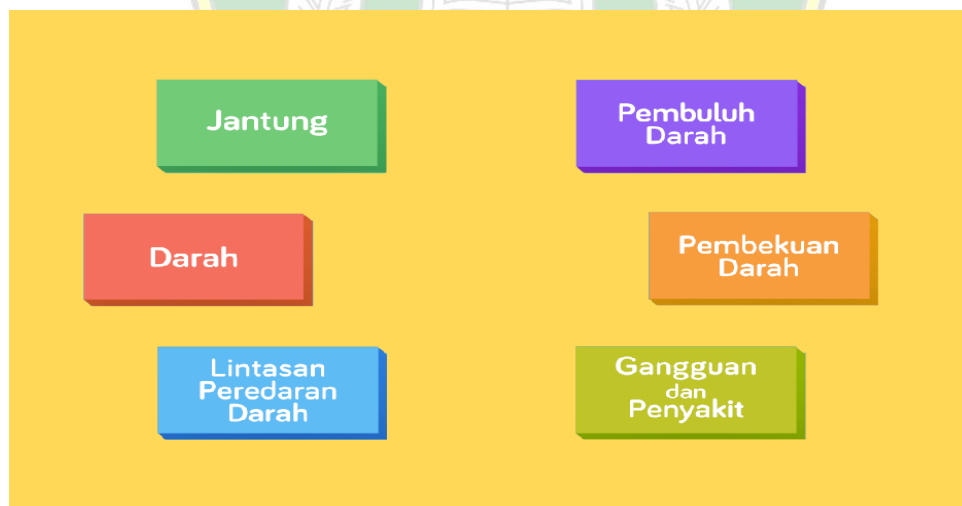 Jantung
Pembuluh
Darah
Darah
Pembekuan
Darah
Lintasan
Peredaran
Darah
Gangguan
dan
Penyakit